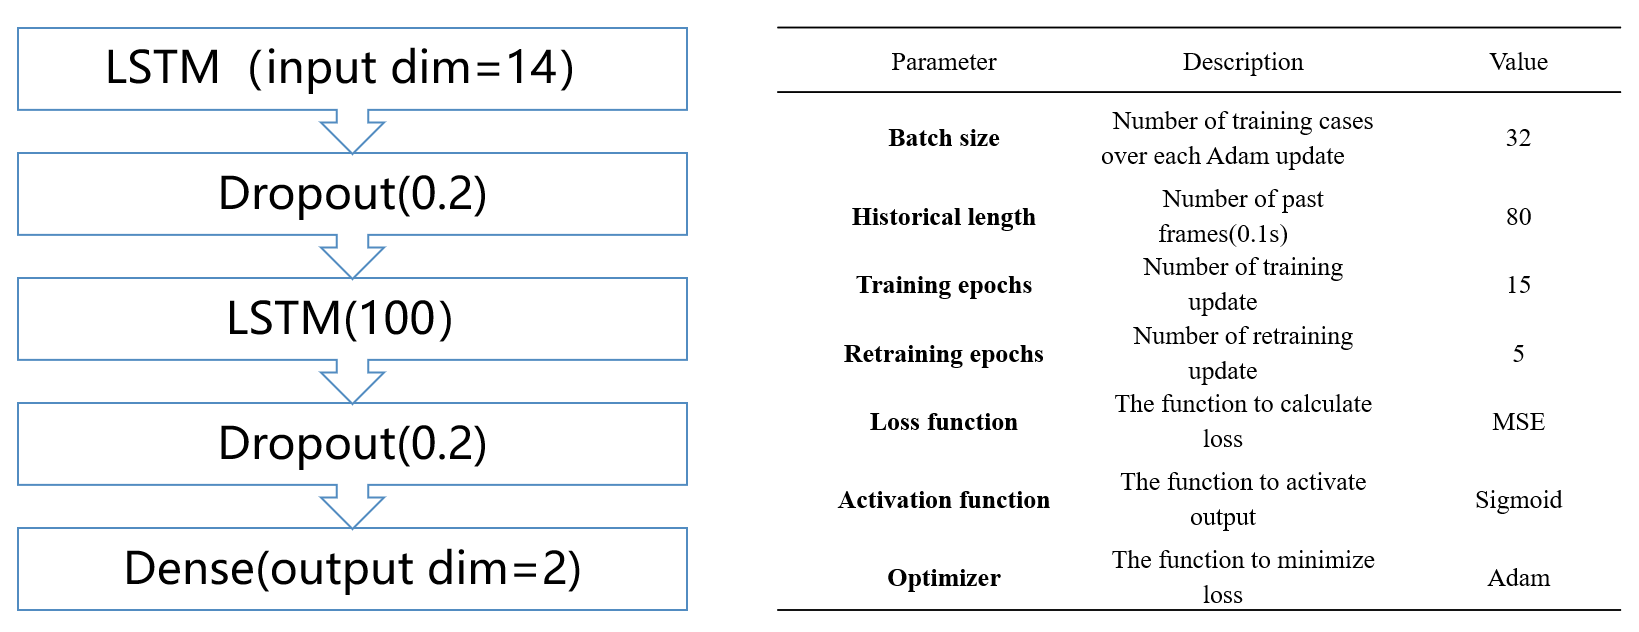 LSTM（input dim=14）
Dropout(0.2)
LSTM(100）
Dropout(0.2)
Dense(output dim=2)
Parameter Description Value
Batch size Number of training cases over each Adam update 32
Historical length Number of past frames(0.1s) 80
Training epochs Number of training update 15
Retraining epochs Number of retraining update 5
Loss function The function to calculate loss MSE
Activation function The function to activate output Sigmoid
Optimizer The function to minimize loss Adam